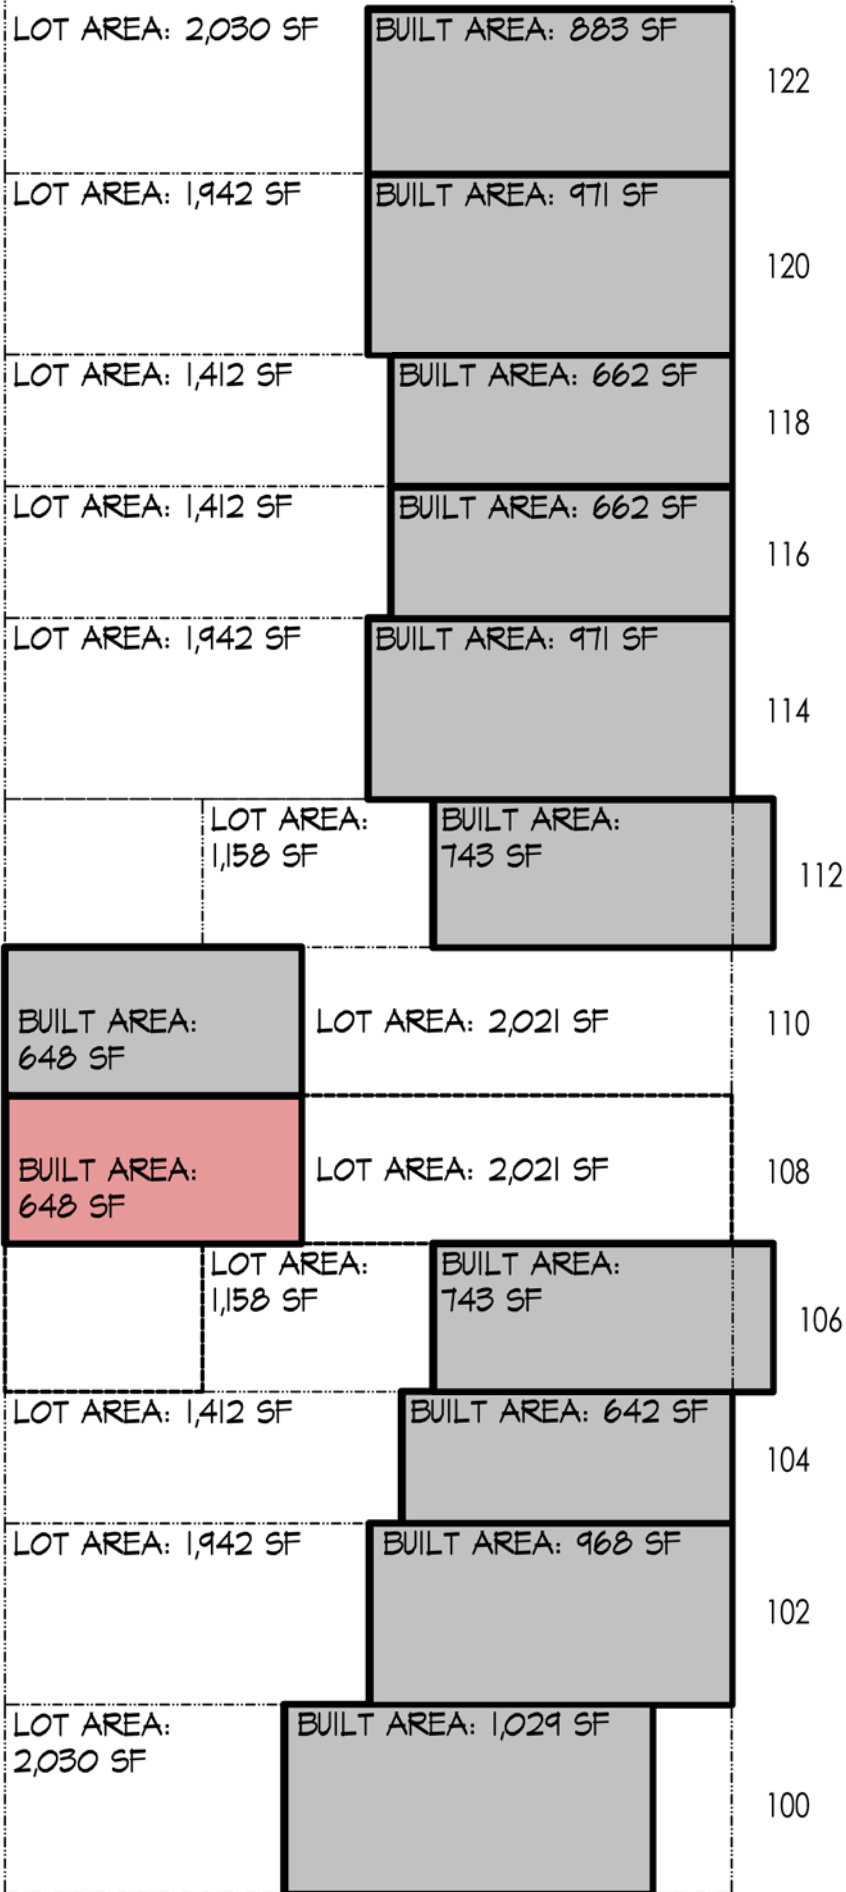 LOT AREA: 2,030 SF
BUILT AREA: 883 SF
122
LOT AREA: 1,942 SF
BUILT AREA: 971 SF
120
LOT AREA: 1,412 SF
BUILT AREA: 662 SF
118
LOT AREA: 1,412 SF
BUILT AREA: 662 SF
116
LOT AREA: 1,942 SF
BUILT AREA: 971 SF
114
LOT AREA:
1,158 SF
BUILT AREA:
743 SF
112
BUILT AREA:
648 SF
LOT AREA: 2,021 SF
110
BUILT AREA:
648 SF
LOT AREA: 2,021 SF
108
LOT AREA:
1,158 SF
BUILT AREA:
743 SF
106
LOT AREA: 1,412 SF
BUILT AREA: 642 SF
104
LOT AREA: 1,942 SF
BUILT AREA: 968 SF
102
LOT AREA:
2,030 SF
BUILT AREA: 1,029 SF
100